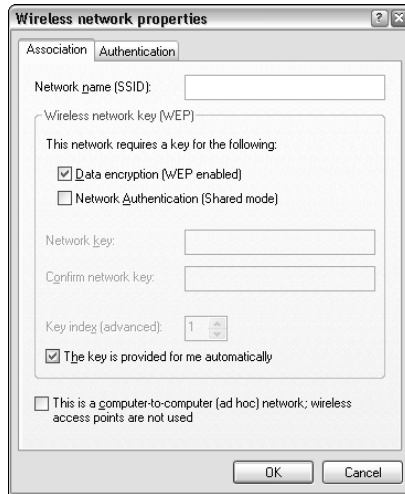 Wireless network properties
Association
Authentication
Network name (SSID):
Wireless network key (WEP)
This network requires a key for the following:
Data encryption (WEP enabled)
Network Authentication (Shared mode)
Network key:
Confirm network key:
Key index (advanced): 1
The key is provided for me automatically
This is a computer-to-computer (ad hoc) network; wireless
access points are not used
OK
Cancel